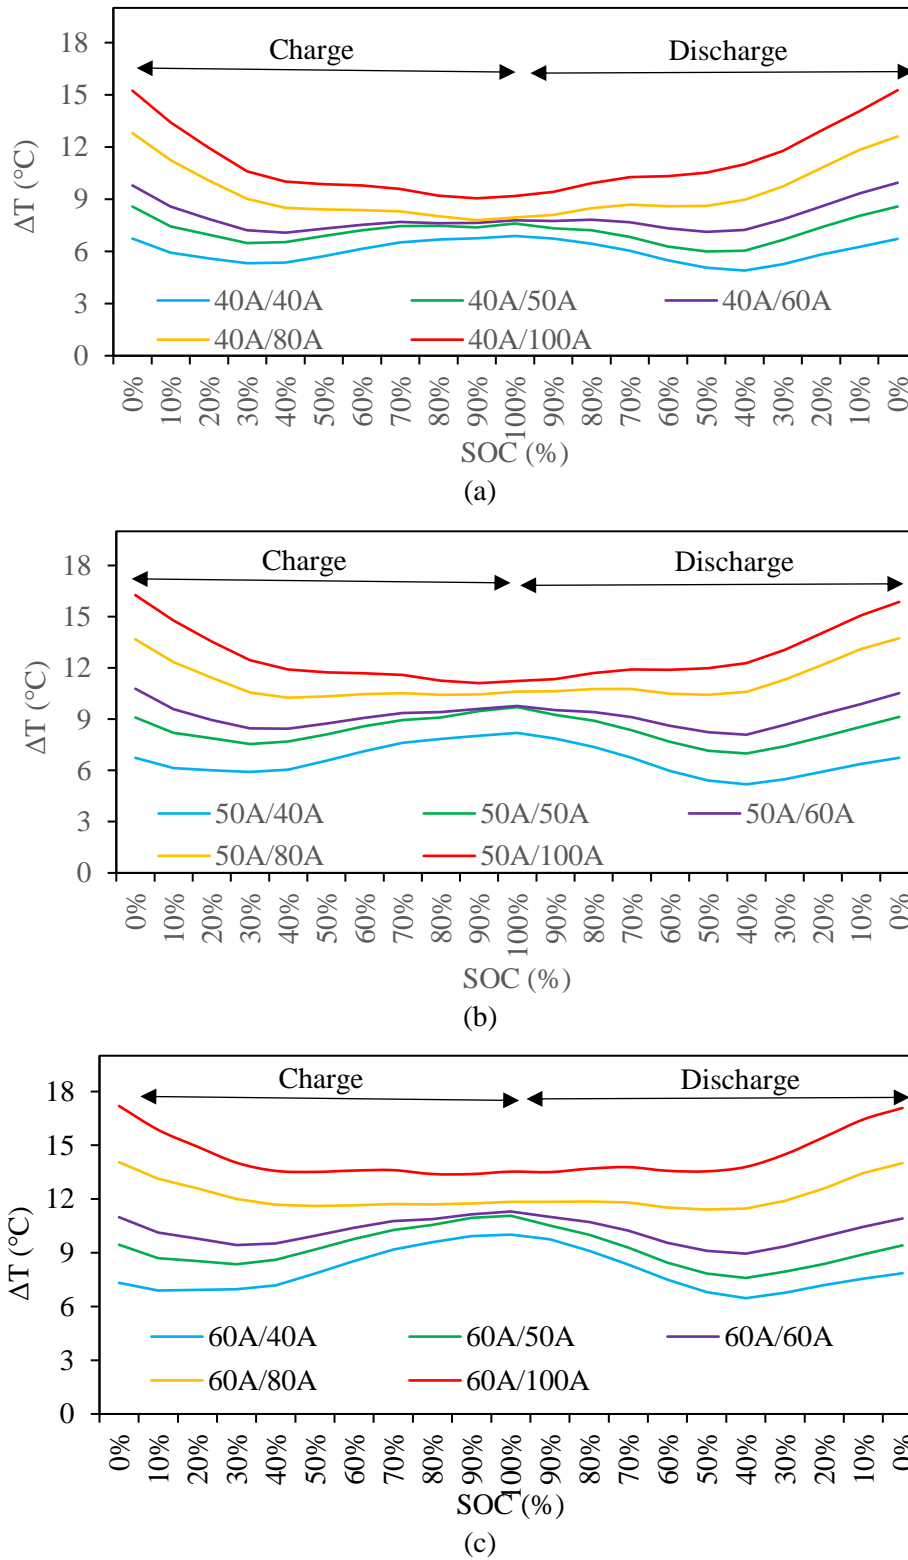 18
Charge
Discharge
15
12
9
6
3
0
ΔT (°C)
40A/40A
40A/50A
40A/60A
40A/80A
40A/100A
0%
10%
20%
30%
40%
50%
60%
70%
80%
90%
100%
90%
80%
70%
60%
50%
40%
30%
20%
10%
0%
SOC (%)
(a)
18
Charge
Discharge
15
12
9
6
3
0
ΔT (°C)
50A/40A
50A/50A
50A/60A
50A/80A
50A/100A
0%
10%
20%
30%
40%
50%
60%
70%
80%
90%
100%
90%
80%
70%
60%
50%
40%
30%
20%
10%
0%
SOC (%)
(b)
18
Charge
Discharge
15
12
9
6
3
0
ΔT (°C)
60A/40A
60A/50A
60A/60A
60A/80A
60A/100A
0%
10%
20%
30%
40%
50%
60%
70%
80%
90%
100%
90%
80%
70%
60%
50%
40%
30%
20%
10%
0%
SOC (%)
(c)